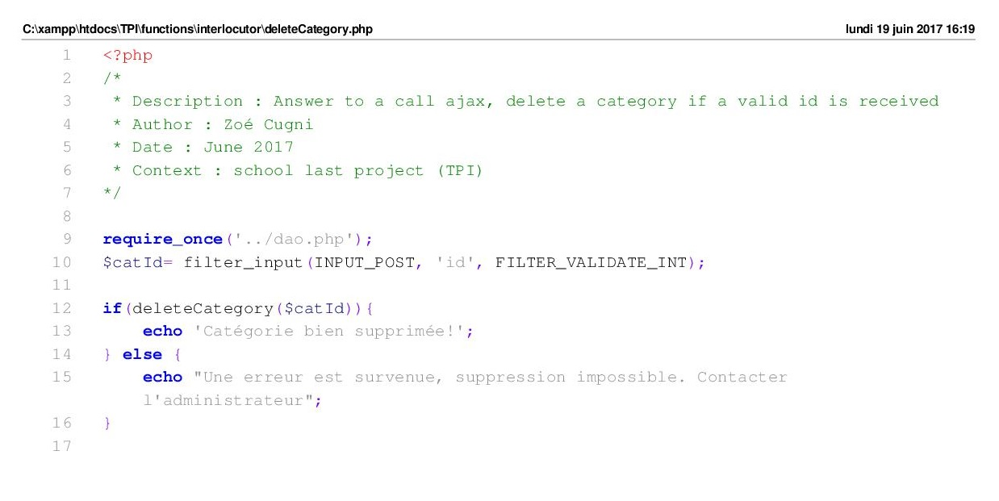 C:\xampp\htdocs\TPI\functions\interlocutor\deleteCategory.php lundi 19 juin 2017 16:19
1 <?php
2 /*
3 * Description : Answer to a call ajax, delete a category if a valid id is received
4 * Author : Zoé Cugni
5 * Date : June 2017
6 * Context : school last project (TPI)
7 */
8
9 require_once('../dao.php');
10 $catId= filter_input(INPUT_POST, 'id', FILTER_VALIDATE_INT);
11
12 if(deleteCategory($catId)){
13 echo 'Catégorie bien supprimée!';
14 } else {
15 echo "Une erreur est survenue, suppression impossible. Contacter
l'administrateur";
16 }
17